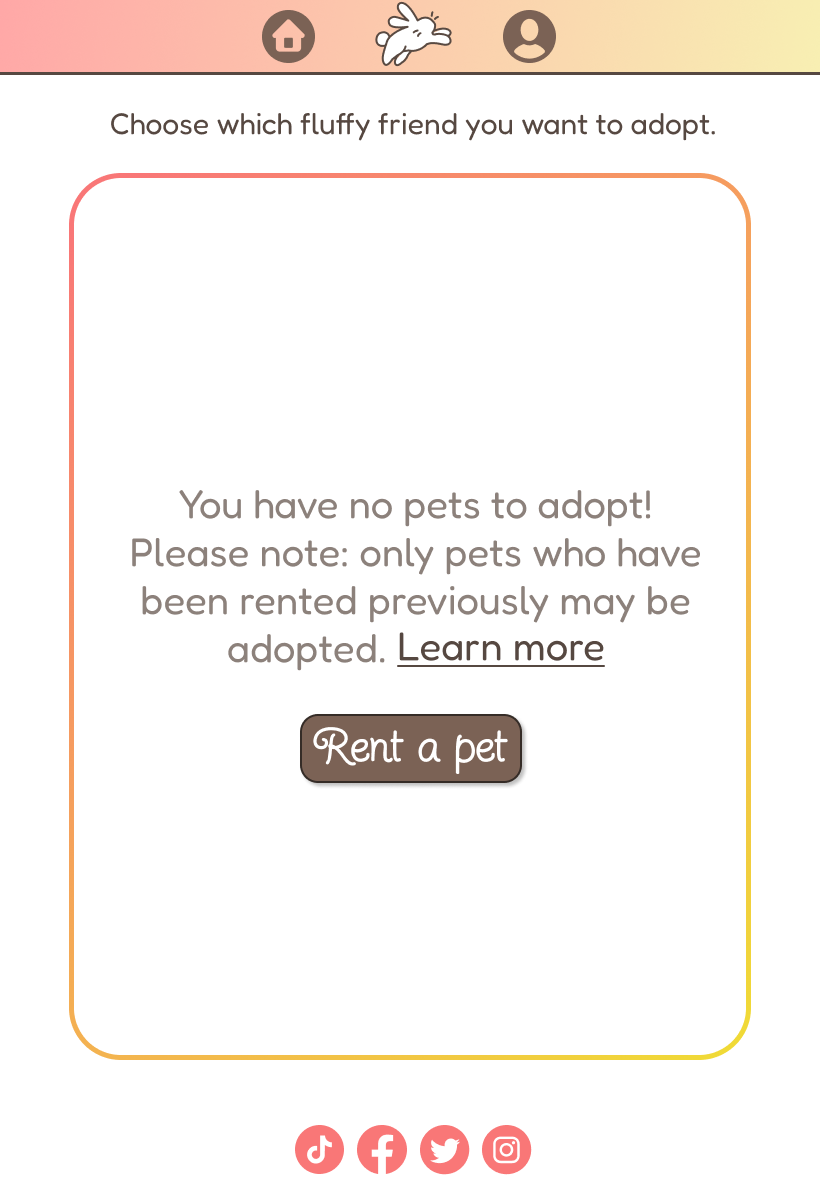 Choose which fluffy friend you want to adopt.
You have no pets to adopt!
Please note: only pets who have
been rented previously may be
adopted. Learn more
Rent a pet